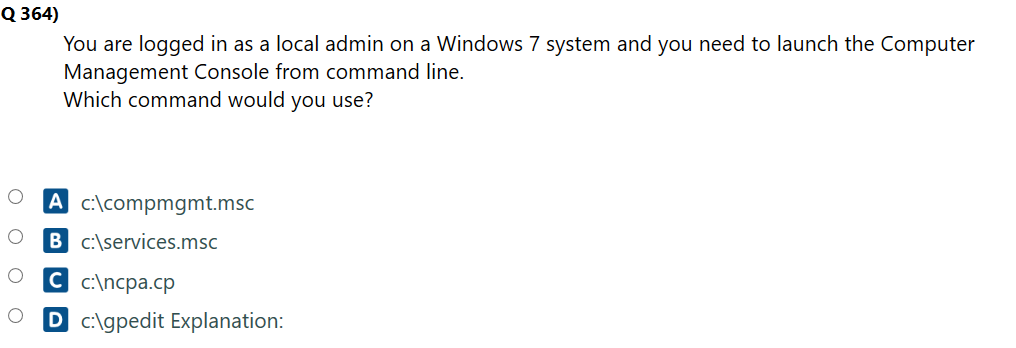 Q 364)
You are logged in as a local admin on a Windows 7 system and you need to launch the Computer
Management Console from command line.
Which command would you use?
A c:\compmgmt.msc
B c:\services.msc
C c:\ncpa.cp
D c:\gpedit Explanation: